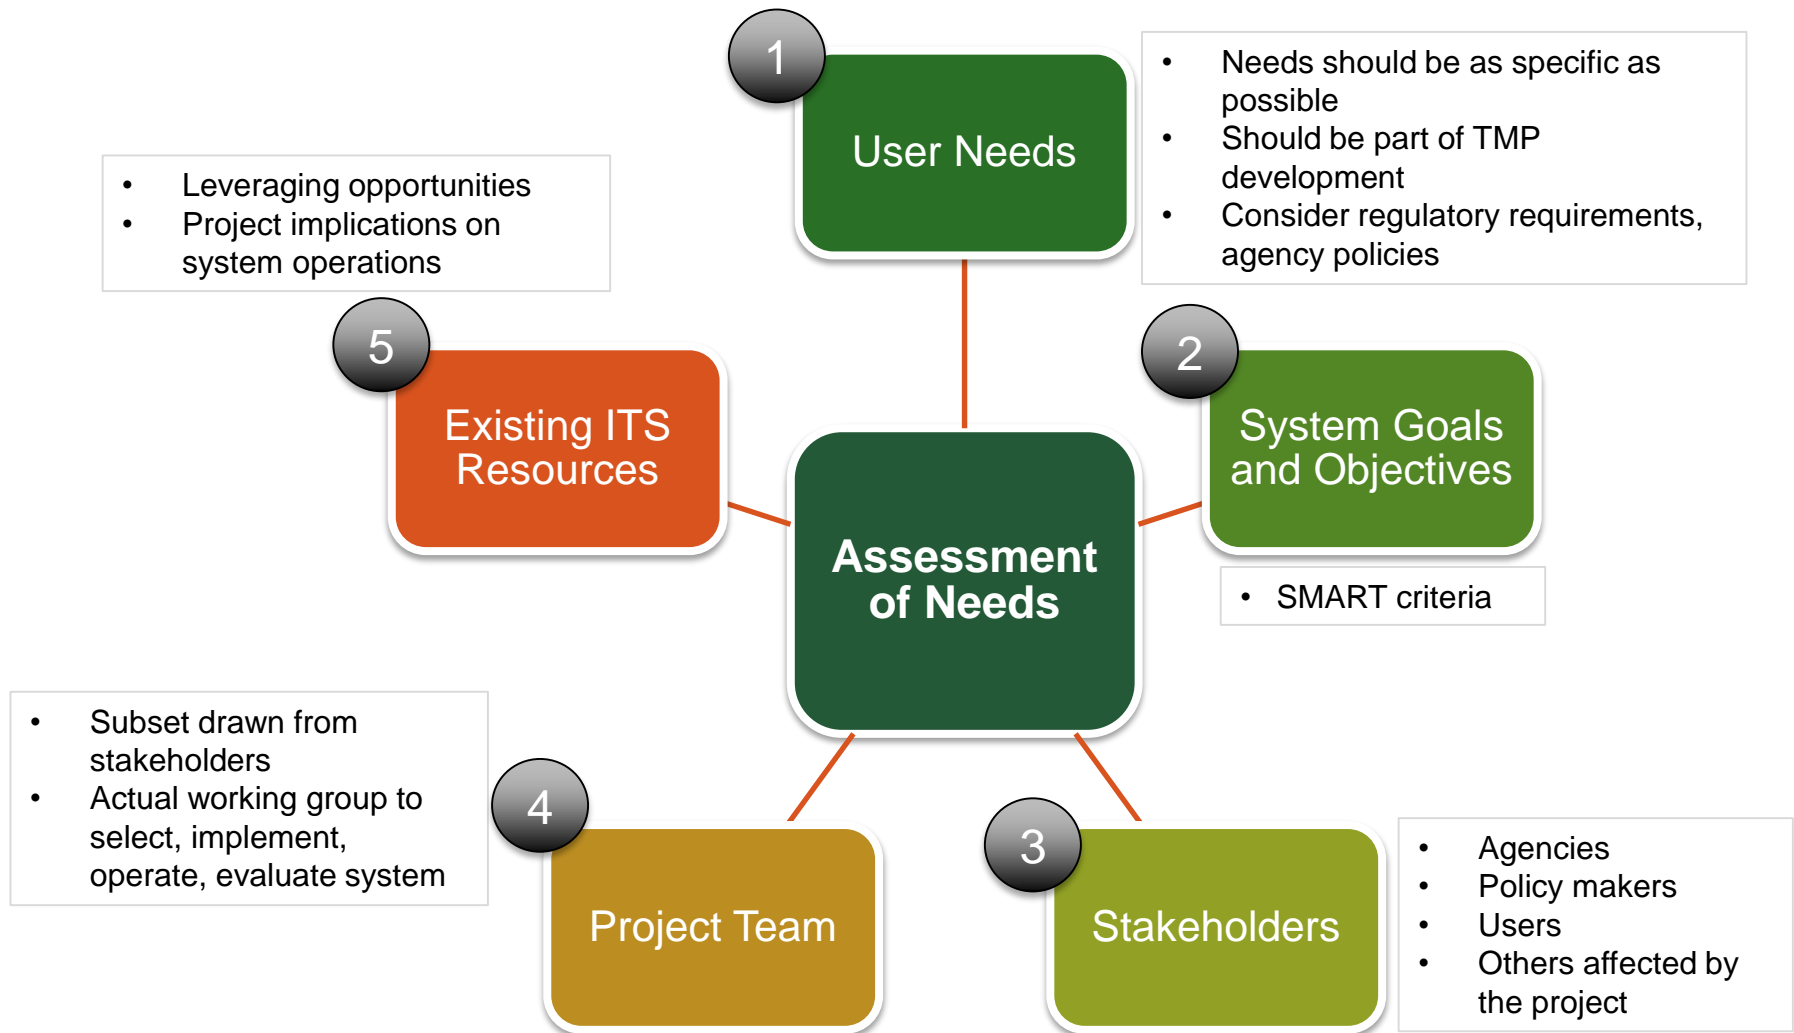 1
User Needs
• Needs should be as specific as
possible
• Should be part of TMP
development
• Consider regulatory requirements,
agency policies
2
System Goals
and Objectives
• SMART criteria
3
Stakeholders
• Agencies
• Policy makers
• Users
• Others affected by
the project
4
Project Team
• Subset drawn from
stakeholders
• Actual working group to
select, implement,
operate, evaluate system
5
Existing ITS
Resources
• Leveraging opportunities
• Project implications on
system operations
Assessment
of Needs